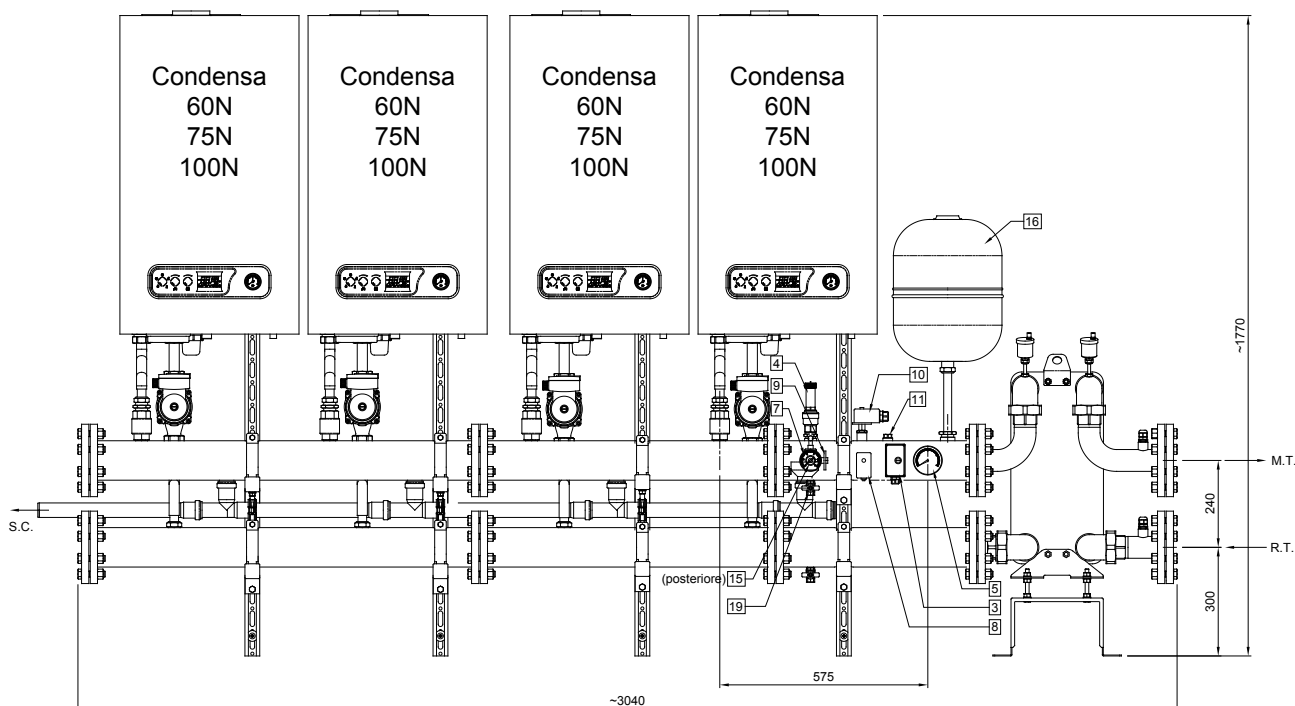 Condensa
60N
75N
100N
Condensa
60N
75N
100N
Condensa
60N
75N
100N
Condensa
60N
75N
100N
16
~1770
4
10
9
11
7
M.T.
240
S.C.
R.T.
(posteriore) 15
5
19
3
300
8
575
~3040